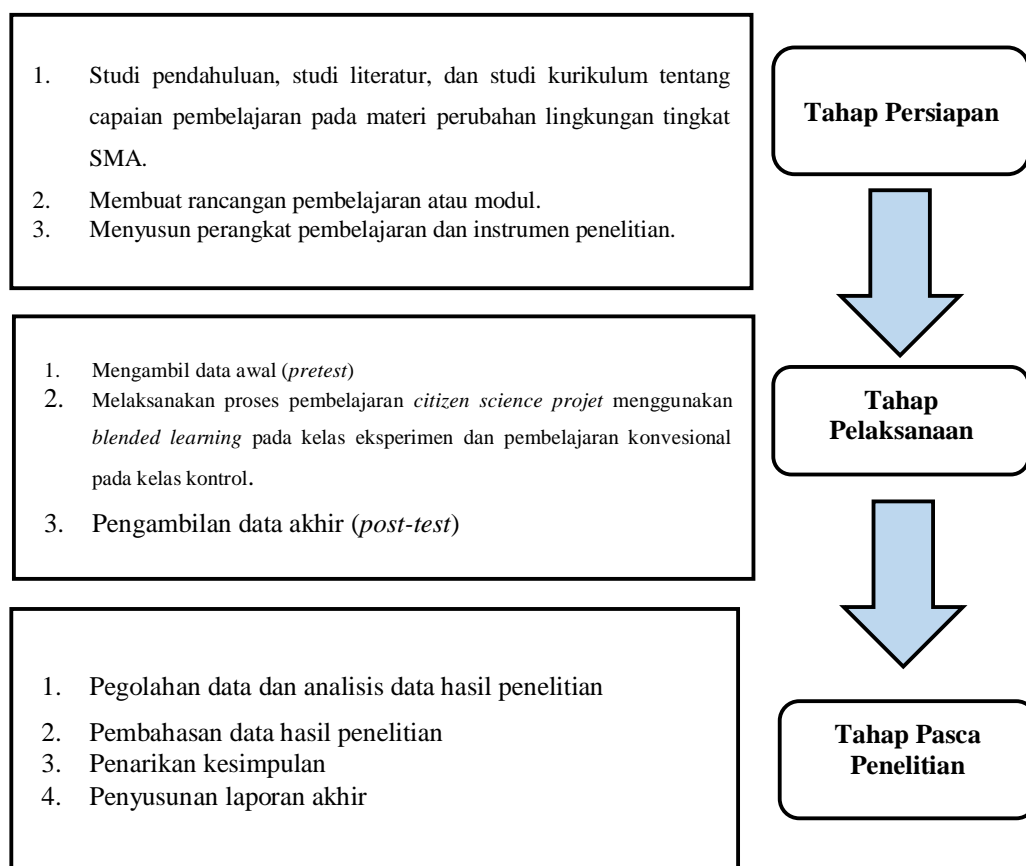 1. Studi pendahuluan, studi literatur, dan studi kurikulum tentang
capaian pembelajaran pada materi perubahan lingkungan tingkat
SMA.
2. Membuat rancangan pembelajaran atau modul.
3. Menyusun perangkat pembelajaran dan instrumen penelitian.
Tahap Persiapan
1. Mengambil data awal (pretest)
2. Melaksanakan proses pembelajaran citizen science projet menggunakan
blended learning pada kelas eksperimen dan pembelajaran konvesional
pada kelas kontrol.
3. Pengambilan data akhir (post-test)
Tahap
Pelaksanaan
1. Pegolahan data dan analisis data hasil penelitian
2. Pembahasan data hasil penelitian
3. Penarikan kesimpulan
4. Penyusunan laporan akhir
Tahap Pasca
Penelitian